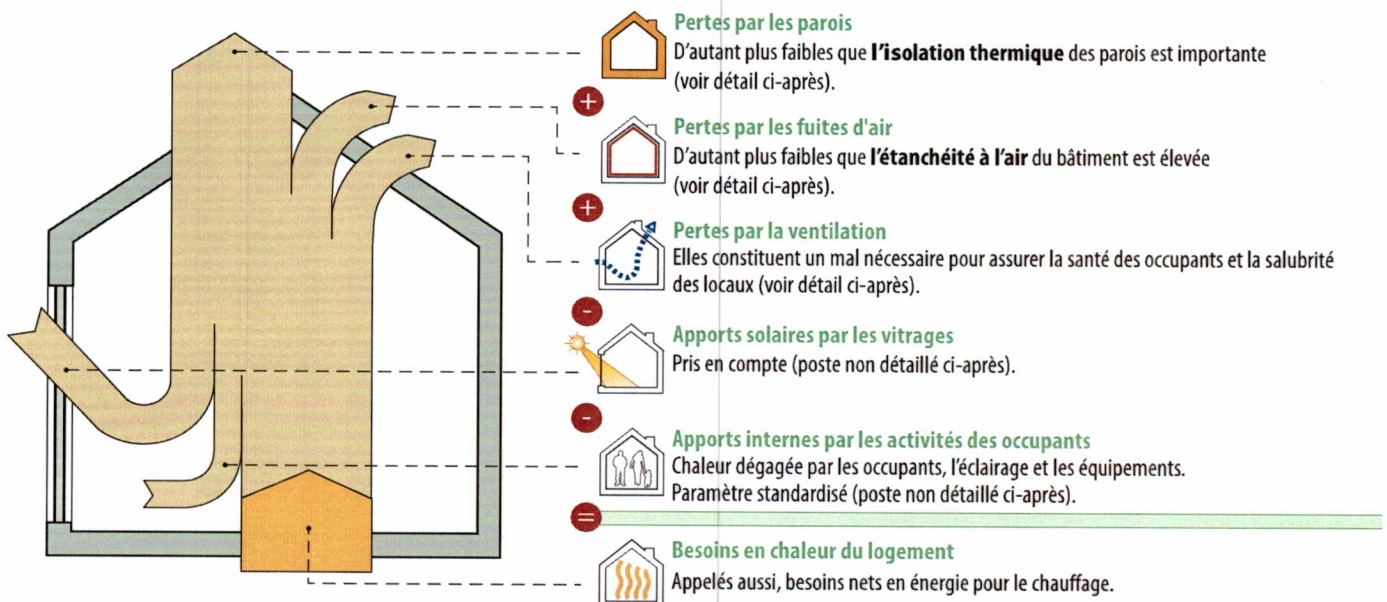 Pertes par les parois
D'autant plus faibles que l'isolation thermique des parois est importante
(voir détail ci-après).
+
Pertes par les fuites d'air
D'autant plus faibles que l'étanchéité à l'air du bâtiment est élevée
(voir détail ci-après).
+
Pertes par la ventilation
Elles constituent un mal nécessaire pour assurer la santé des occupants et la salubrité
des locaux (voir détail ci-après).
-
Apports solaires par les vitrages
Pris en compte (poste non détaillé ci-après).
-
Apports internes par les activités des occupants
Chaleur dégagée par les occupants, l'éclairage et les équipements.
Paramètre standardisé (poste non détaillé ci-après).
=
Besoins en chaleur du logement
Appelés aussi, besoins nets en énergie pour le chauffage.